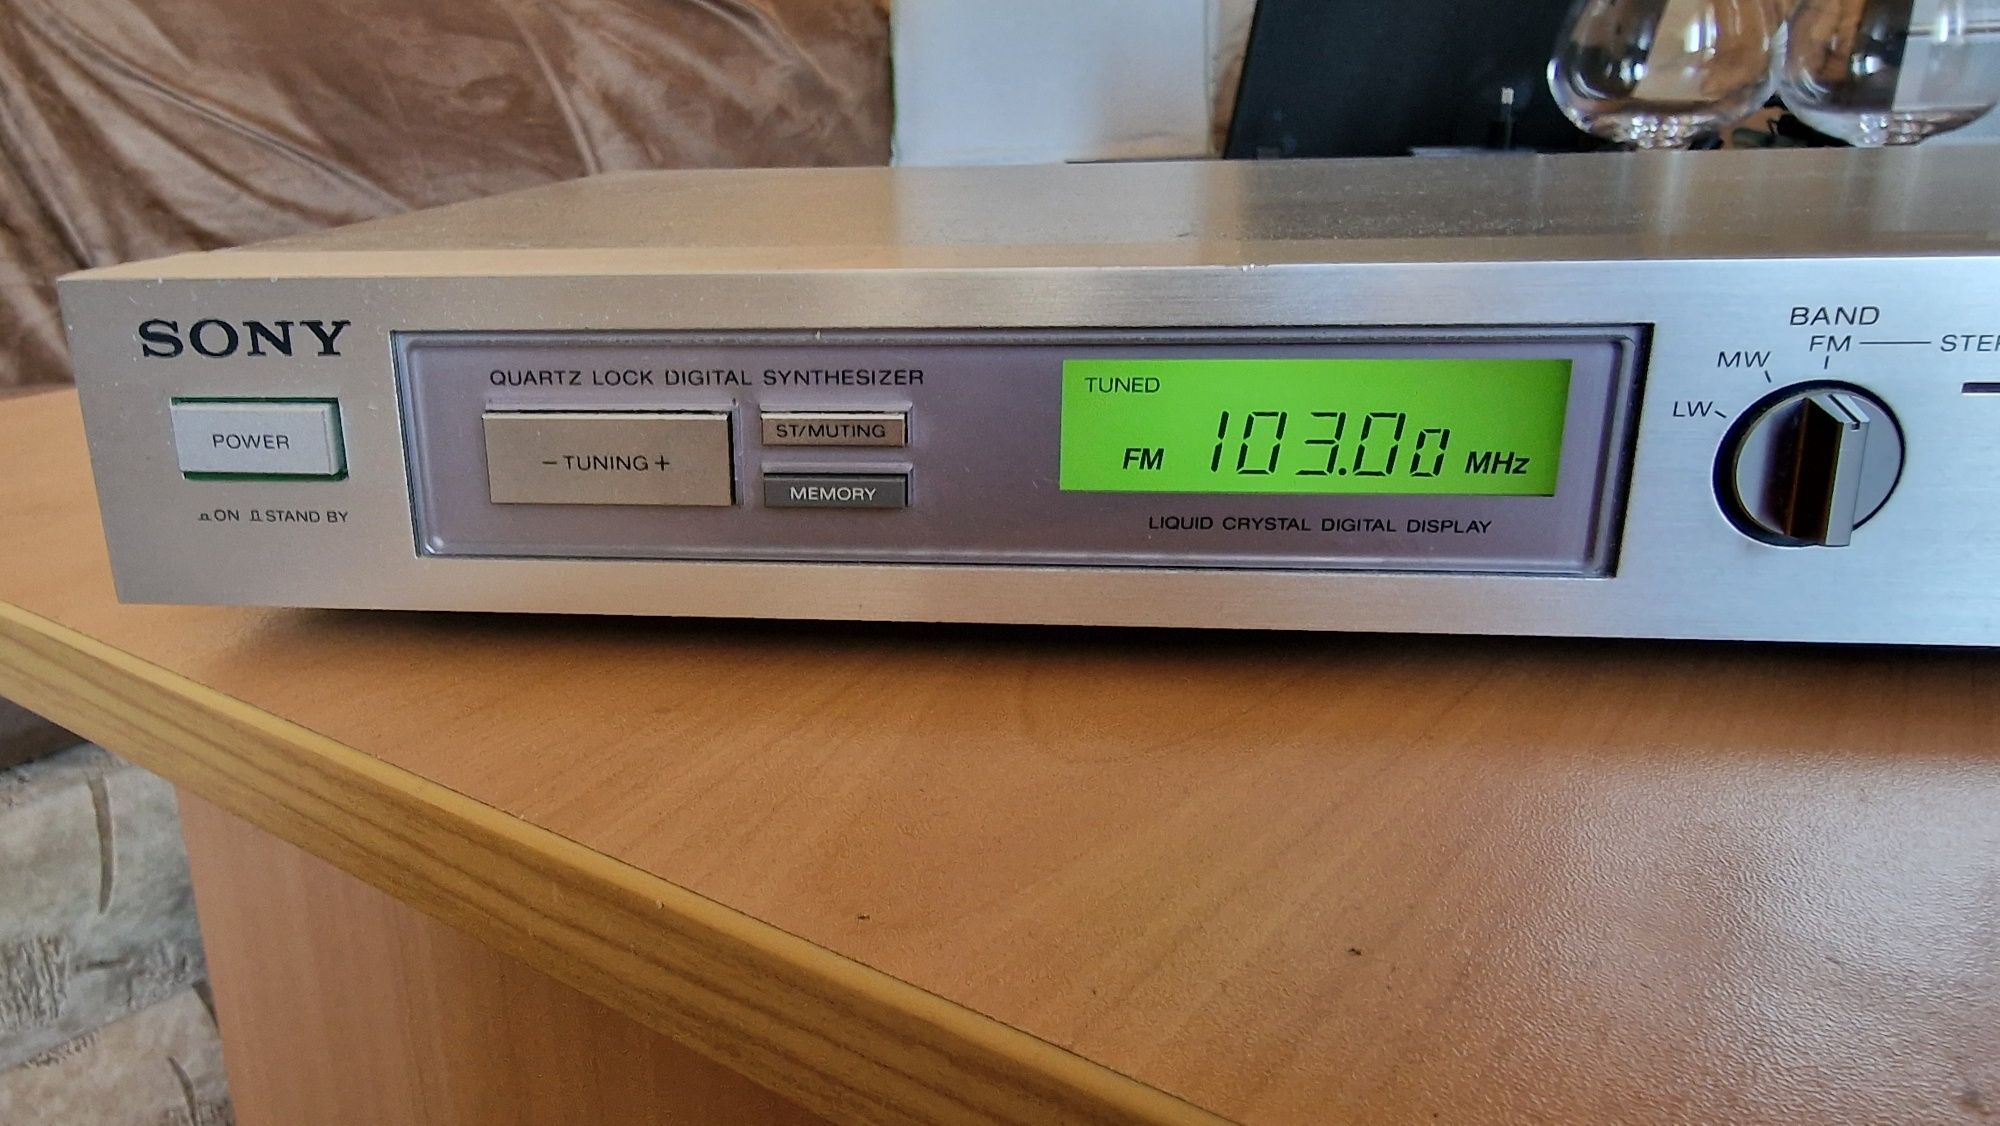 SONY
POWER
ON STAND BY
QUARTZ LOCK DIGITAL SYNTHESIZER
– TUNING +
ST/MUTING
MEMORY
TUNED
FM 103.00 MHz
LIQUID CRYSTAL DIGITAL DISPLAY
BAND
LW MW FM